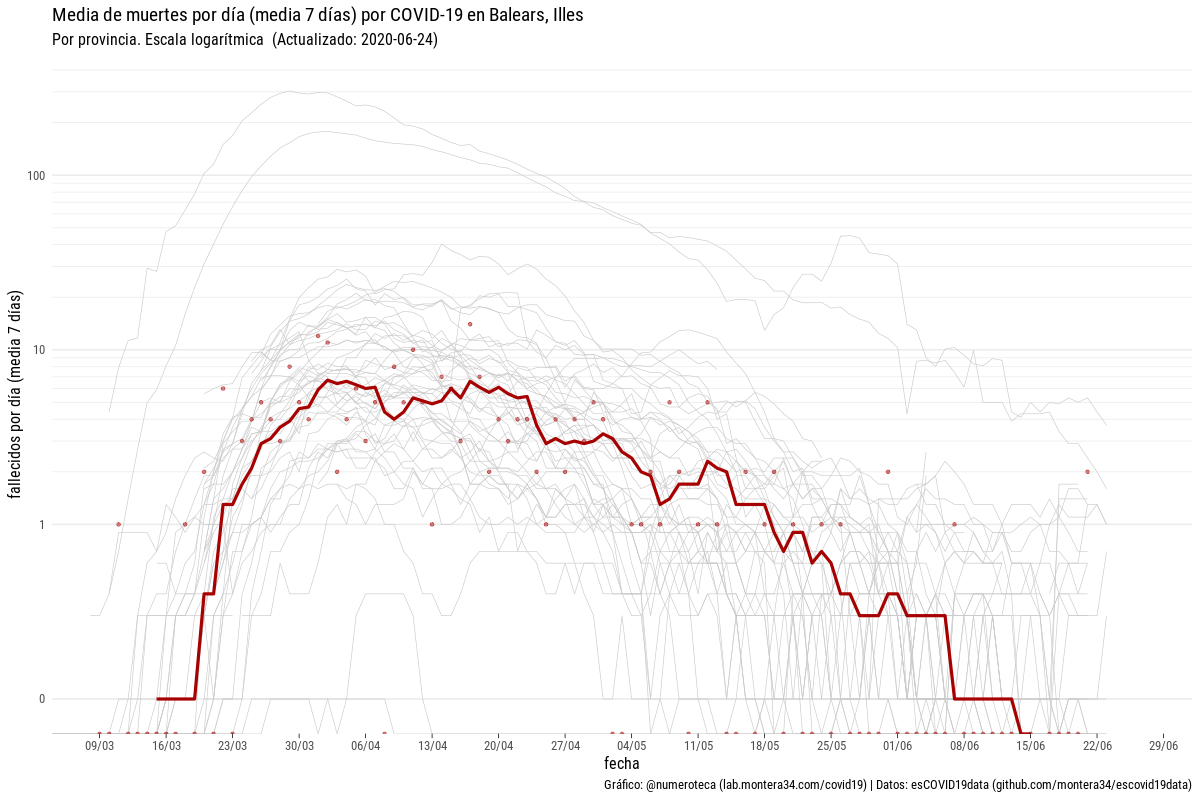 Media de muertes por día (media 7 días) por COVID-19 en Balears, Illes
Por provincia. Escala logarítmica (Actualizado: 2020-06-24)
fallecidos por día (media 7 días)
100
10
1
0
09/03 16/03 23/03 30/03 06/04 13/04 20/04 27/04 04/05 11/05 18/05 25/05 01/06 08/06 15/06 22/06 29/06
fecha
Gráfico: @numeroteca (lab.montera34.com/covid19) | Datos: esCOVID19data (github.com/montera34/escovid19data)